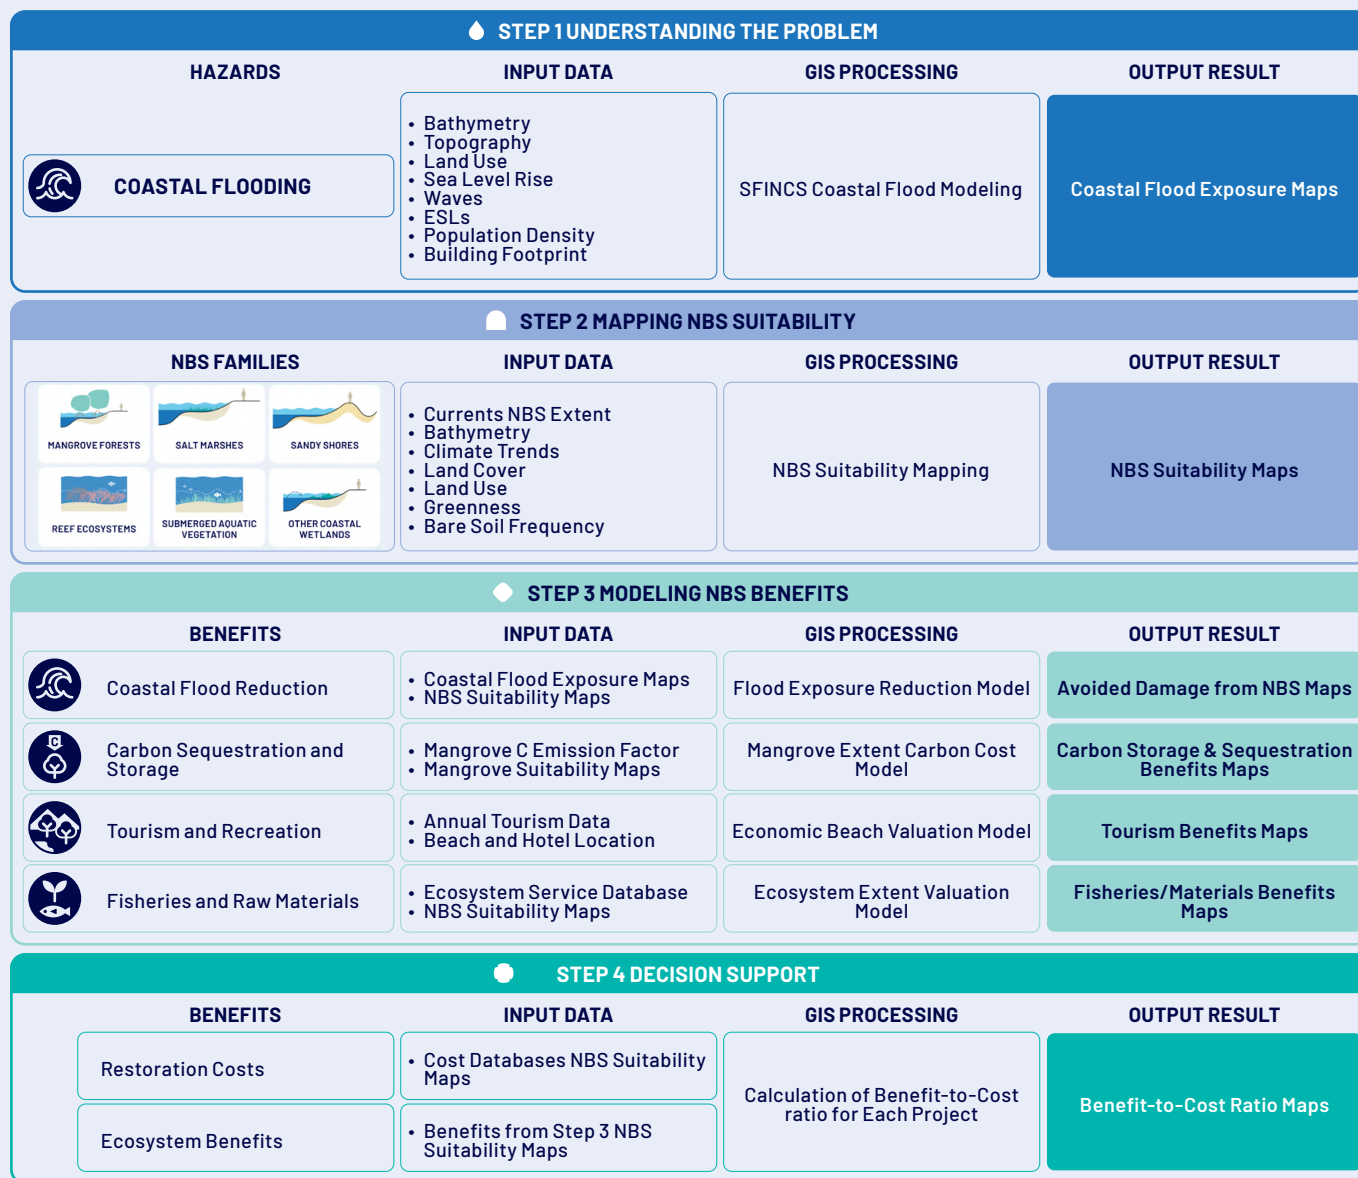 STEP 1 UNDERSTANDING THE PROBLEM
HAZARDS
INPUT DATA
GIS PROCESSING
OUTPUT RESULT
COASTAL FLOODING
• Bathymetry
• Topography
• Land Use
• Sea Level Rise
• Waves
• ESLs
• Population Density
• Building Footprint
SFINCS Coastal Flood Modeling
Coastal Flood Exposure Maps
STEP 2 MAPPING NBS SUITABILITY
NBS FAMILIES
INPUT DATA
GIS PROCESSING
OUTPUT RESULT
MANGROVE FORESTS
SALT MARSHES
SANDY SHORES
REEF ECOSYSTEMS
SUBMERGED AQUATIC
VEGETATION
OTHER COASTAL
WETLANDS
• Currents NBS Extent
• Bathymetry
• Climate Trends
• Land Cover
• Land Use
• Greenness
• Bare Soil Frequency
NBS Suitability Mapping
NBS Suitability Maps
STEP 3 MODELING NBS BENEFITS
BENEFITS
INPUT DATA
GIS PROCESSING
OUTPUT RESULT
Coastal Flood Reduction
• Coastal Flood Exposure Maps
• NBS Suitability Maps
Flood Exposure Reduction Model
Avoided Damage from NBS Maps
C
Carbon Sequestration and
Storage
• Mangrove C Emission Factor
• Mangrove Suitability Maps
Mangrove Extent Carbon Cost
Model
Carbon Storage & Sequestration
Benefits Maps
Tourism and Recreation
• Annual Tourism Data
• Beach and Hotel Location
Economic Beach Valuation Model
Tourism Benefits Maps
Fisheries and Raw Materials
• Ecosystem Service Database
• NBS Suitability Maps
Ecosystem Extent Valuation
Model
Fisheries/Materials Benefits
Maps
STEP 4 DECISION SUPPORT
BENEFITS
INPUT DATA
GIS PROCESSING
OUTPUT RESULT
Restoration Costs
• Cost Databases NBS Suitability
Maps
Ecosystem Benefits
• Benefits from Step 3 NBS
Suitability Maps
Calculation of Benefit-to-Cost
ratio for Each Project
Benefit-to-Cost Ratio Maps